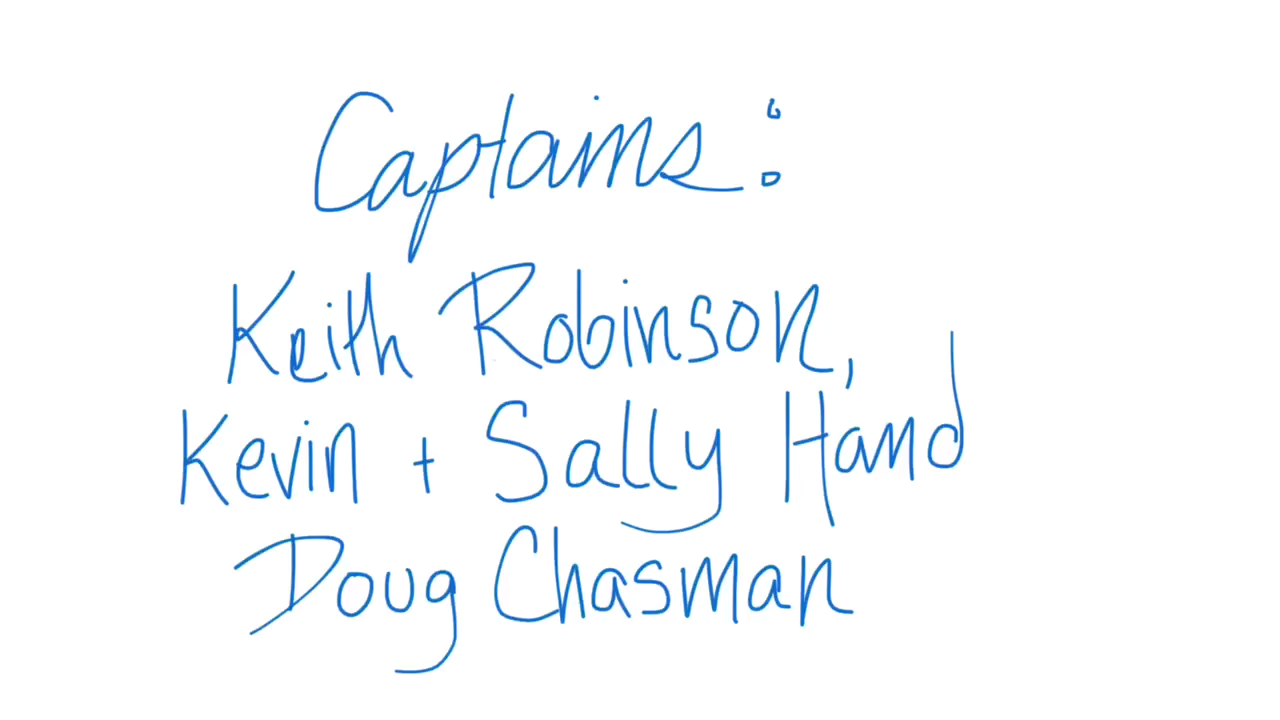 Captains:
Keith Robinson,
Kevin + Sally Hand
Doug Chasman